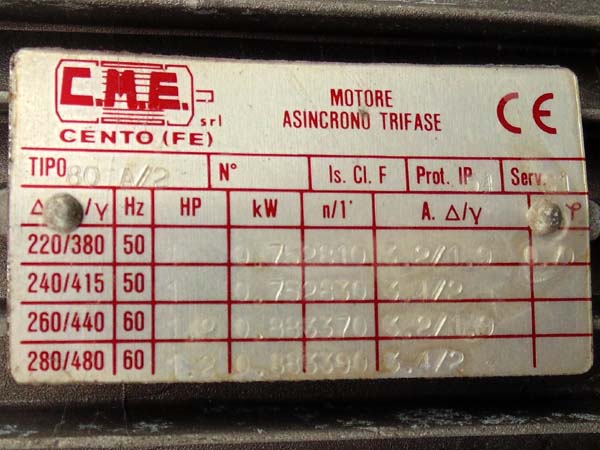 C.M.E. srl
CENTO (FE)
MOTORE
ASINCRONO TRIFASE
CE
TIPO 80 A/2 N° Is. Cl. F Prot. IP Serv.
Δ /Y Hz HP kW n/1' A. Δ/Y φ
220/380 50 0.75 2810 3.2/1.9
240/415 50 0.75 2830 3.4/2
260/440 60 1.2 0.88 3370 3.2/1.9
280/480 60 1.2 0.88 3390 3.4/2